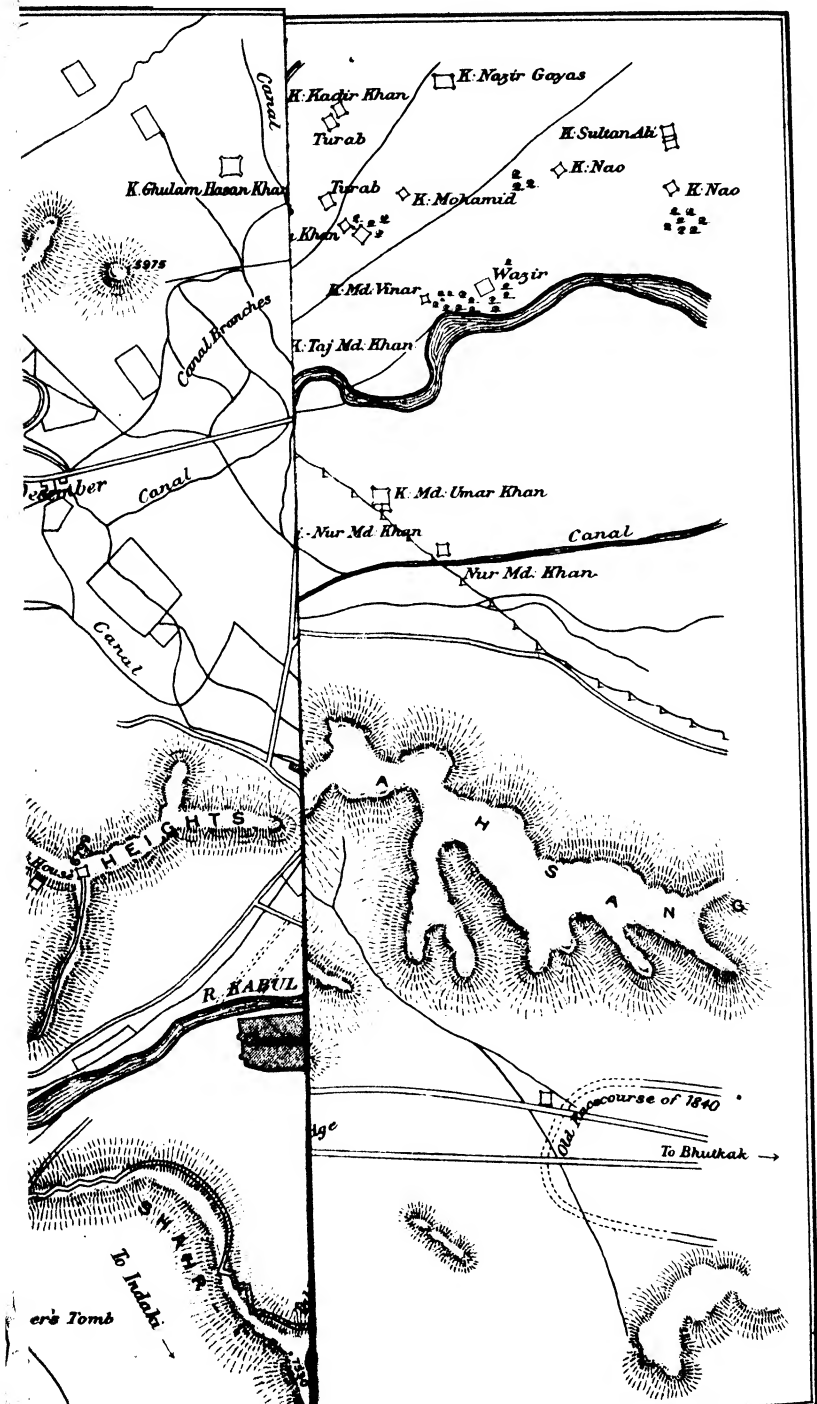 Canal
K: Nazir Gayas
K: Kadir Khan
Turab
K: Sultan Ali
K: Nao
K. Ghulam Hasan Khan
Turab
K: Mohamid
K: Nao
Khan
5975
Wazir
K: Md: Vinar
Canal Branches
K: Taj Md: Khan
December
Canal
K: Md: Umar Khan
i.-Nur Md: Khan
Canal
Nur Md: Khan
Canal
A H S A N G
HEIGHTS
House
R. KABUL
Old Racecourse of 1840
dge
To Bhutkak →
SHAHR
To Indaki →
er's Tomb